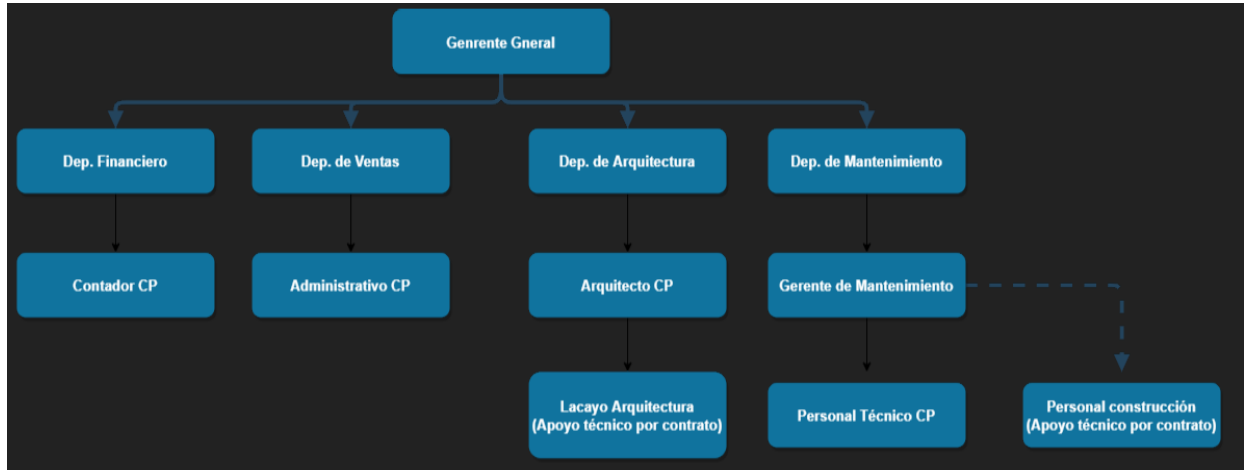 Genrente Gneral
Dep. Financiero
Dep. de Ventas
Dep. de Arquitectura
Dep. de Mantenimiento
Contador CP
Administrativo CP
Arquitecto CP
Gerente de Mantenimiento
Lacayo Arquitectura
(Apoyo técnico por contrato)
Personal Técnico CP
Personal construcción
(Apoyo técnico por contrato)